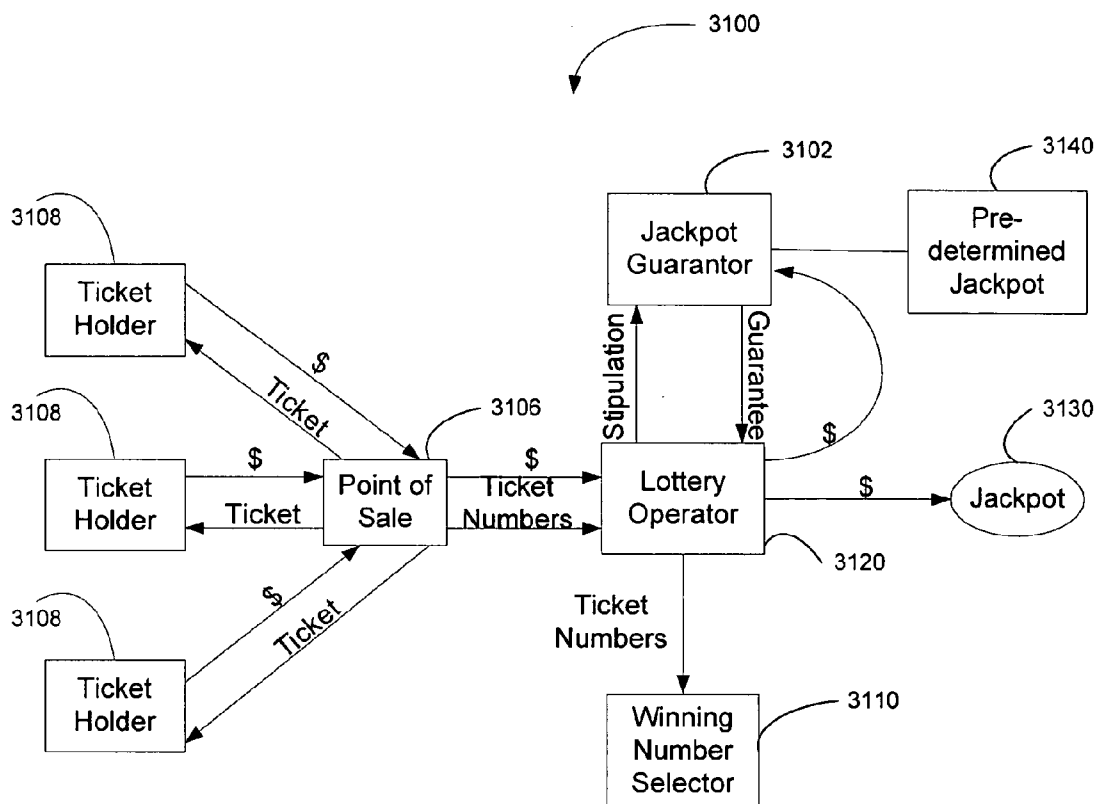 3100
3102
3140
3108
Jackpot
Guarantor
Pre-
determined
Jackpot
Ticket
Holder
$
Ticket
Stipulation
Guarantee
$
3108
3106
3130
Ticket
Holder
$
Ticket
Point of
Sale
$
Ticket
Numbers
Lottery
Operator
$
Jackpot
3120
3108
$
Ticket
Ticket
Numbers
Ticket
Holder
Winning
Number
Selector
3110